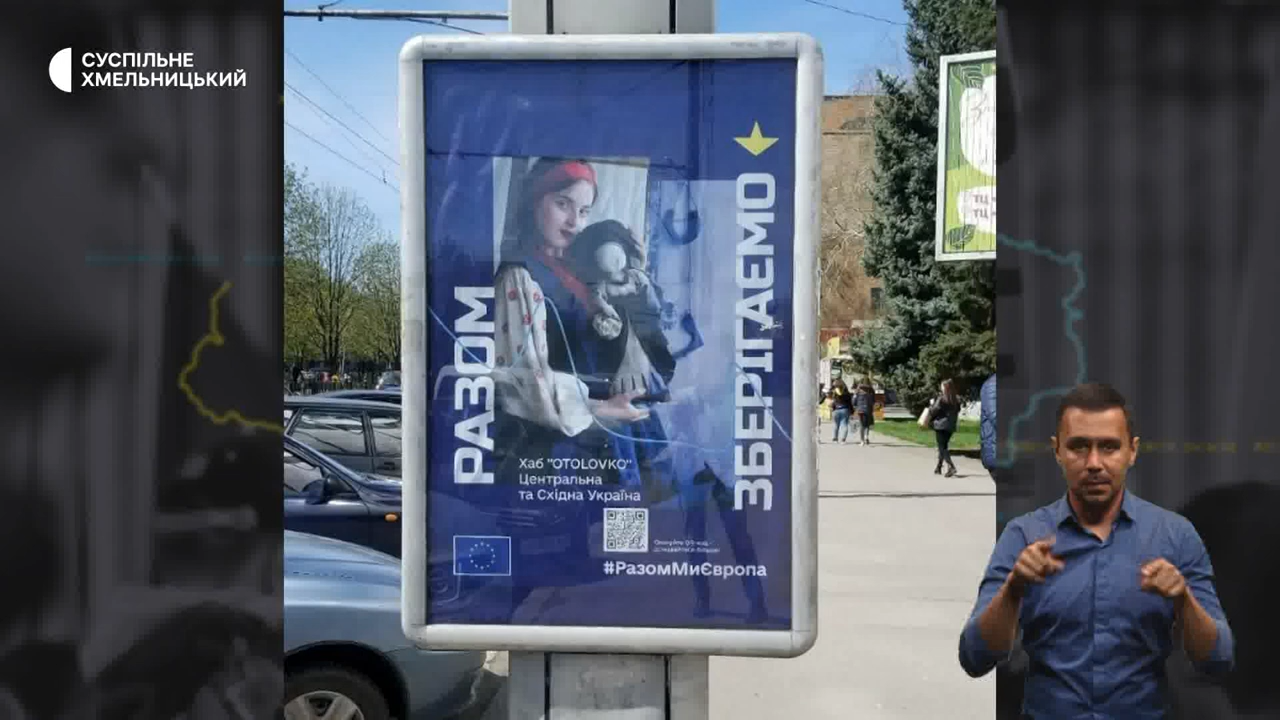 СУСПІЛЬНЕ
ХМЕЛЬНИЦЬКИЙ
РАЗОМ
ЗБЕРІГАЄМО
Хаб "OTOLOVKO"
Центральна
та Східна Україна
#РазомМиЄвропа